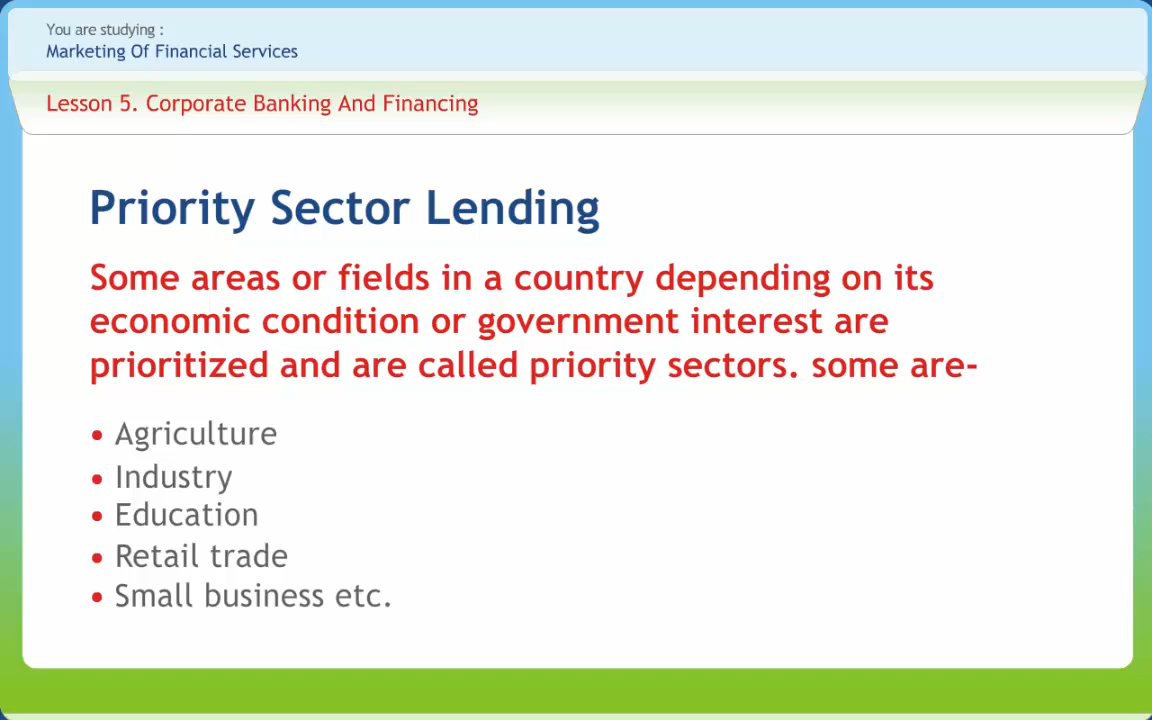 You are studying :
Marketing Of Financial Services
Lesson 5. Corporate Banking And Financing
Priority Sector Lending
Some areas or fields in a country depending on its
economic condition or government interest are
prioritized and are called priority sectors. some are-
• Agriculture
• Industry
• Education
• Retail trade
• Small business etc.